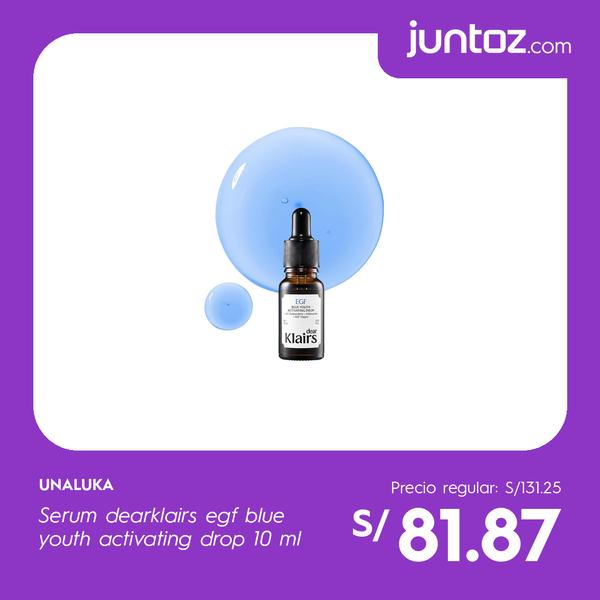 juntoz.com
EGF
BLUE YOUTH
ACTIVATING DROP
dear
Klairs
UNALUKA
Serum dearklairs egf blue
youth activating drop 10 ml
Precio regular: S/131.25
S/ 81.87